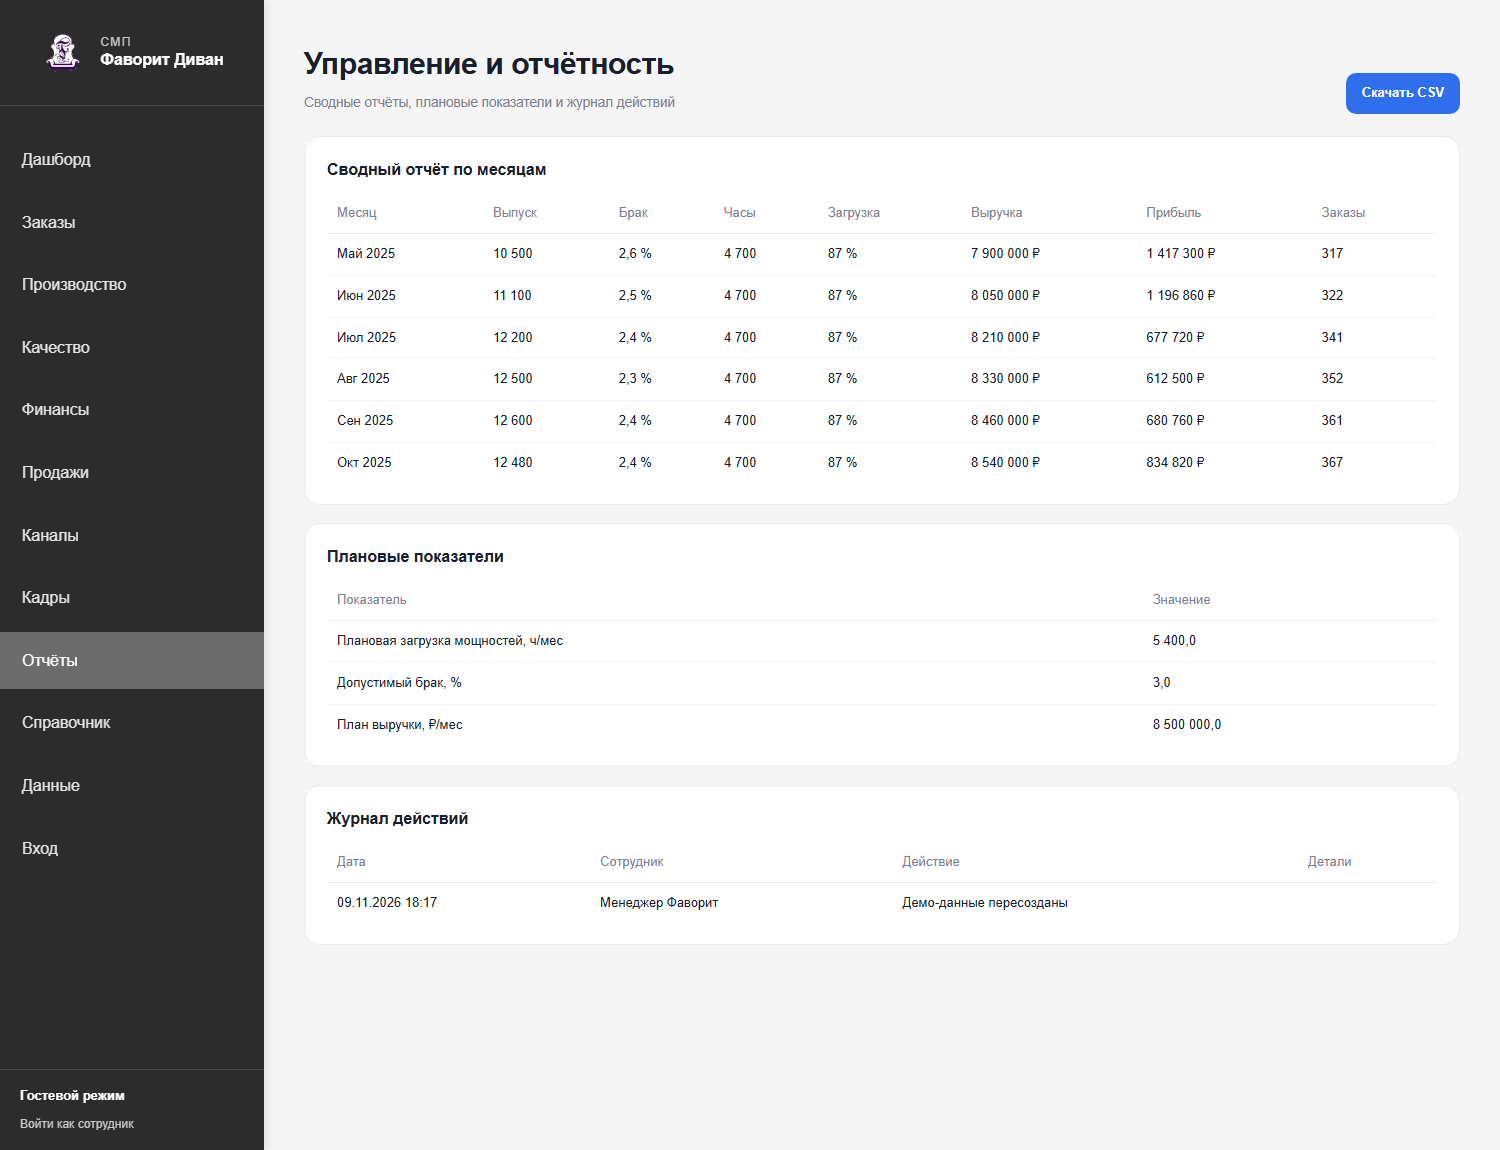 СМП
Фаворит Диван
Дашборд
Заказы
Производство
Качество
Финансы
Продажи
Каналы
Кадры
Отчёты
Справочник
Данные
Вход
Гостевой режим
Войти как сотрудник
Управление и отчётность
Сводные отчёты, плановые показатели и журнал действий
Скачать CSV
Сводный отчёт по месяцам
Месяц Выпуск Брак Часы Загрузка Выручка Прибыль Заказы
Май 2025 10 500 2,6 % 4 700 87 % 7 900 000 ₽ 1 417 300 ₽ 317
Июн 2025 11 100 2,5 % 4 700 87 % 8 050 000 ₽ 1 196 860 ₽ 322
Июл 2025 12 200 2,4 % 4 700 87 % 8 210 000 ₽ 677 720 ₽ 341
Авг 2025 12 500 2,3 % 4 700 87 % 8 330 000 ₽ 612 500 ₽ 352
Сен 2025 12 600 2,4 % 4 700 87 % 8 460 000 ₽ 680 760 ₽ 361
Окт 2025 12 480 2,4 % 4 700 87 % 8 540 000 ₽ 834 820 ₽ 367
Плановые показатели
Показатель Значение
Плановая загрузка мощностей, ч/мес 5 400,0
Допустимый брак, % 3,0
План выручки, ₽/мес 8 500 000,0
Журнал действий
Дата Сотрудник Действие Детали
09.11.2026 18:17 Менеджер Фаворит Демо-данные пересозданы